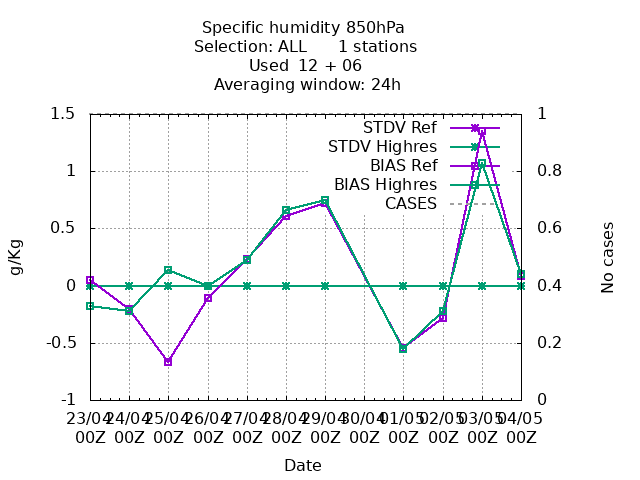 Specific humidity 850hPa
Selection: ALL      1 stations
Used  12 + 06
Averaging window: 24h
1.5
1
0.5
0
-0.5
-1
g/Kg
STDV Ref
STDV Highres
BIAS Ref
BIAS Highres
CASES
1
0.8
0.6
0.4
0.2
0
No cases
23/04 24/04 25/04 26/04 27/04 28/04 29/04 30/04 01/05 02/05 03/05 04/05
00Z 00Z 00Z 00Z 00Z 00Z 00Z 00Z 00Z 00Z 00Z 00Z
Date